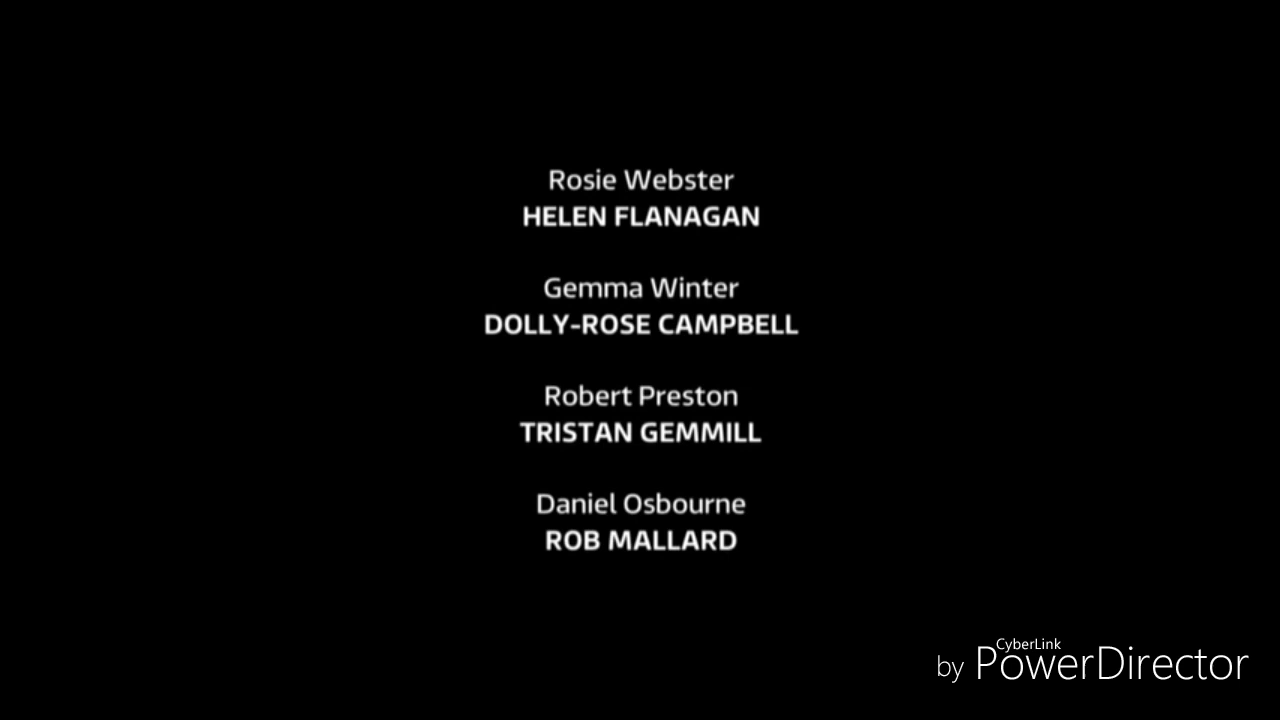 Rosie Webster
HELEN FLANAGAN
Gemma Winter
DOLLY-ROSE CAMPBELL
Robert Preston
TRISTAN GEMMILL
Daniel Osbourne
ROB MALLARD
CyberLink
by PowerDirector